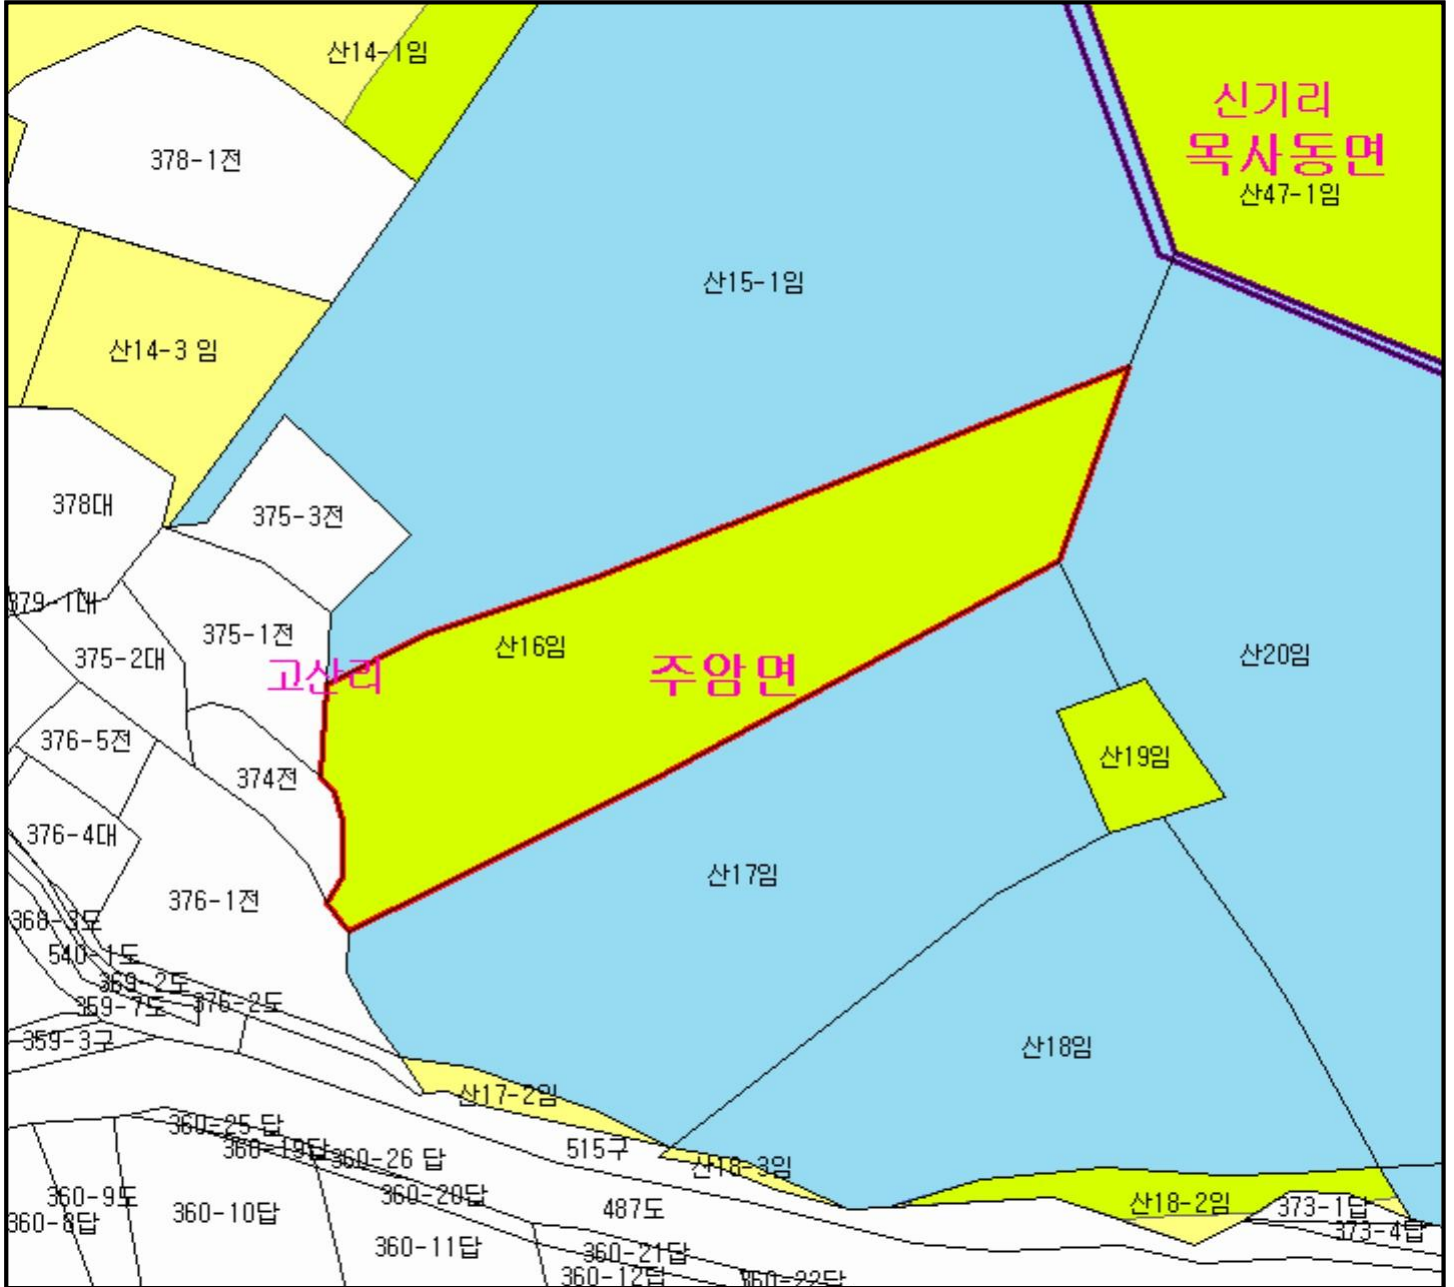 산14-1임
신기리
목사동면
산47-1임
378-1전
산15-1임
산14-3 임
378대
375-3전
379-1대
375-1전
375-2대
고산리
산16임
주암면
산20임
376-5전
374전
산19임
376-4대
산17임
376-1전
368-3도
540-1도
369-2도
359-7도
376-2도
359-3구
산18임
산17-2임
360-25 답
360-19답
360-26 답
515구
산18-3임
360-9도
360-8답
360-10답
360-20답
487도
산18-2임
373-1답
373-4답
360-11답
360-21답
360-12답
360-22답